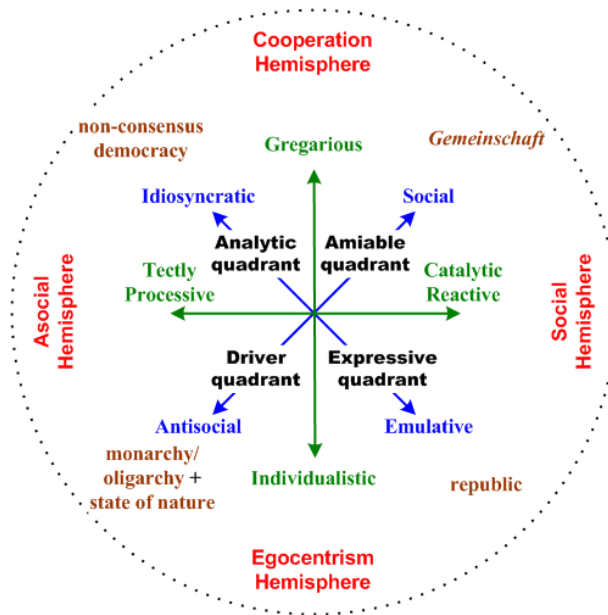 Cooperation
Hemisphere
non-consensus
democracy
Gemeinschaft
Gregarious
Idiosyncratic
Social
Analytic
quadrant
Amiable
quadrant
Asocial
Hemisphere
Tectly
Processive
Catalytic
Reactive
Social
Hemisphere
Driver
quadrant
Expressive
quadrant
Antisocial
Emulative
monarchy/
oligarchy +
state of nature
Individualistic
republic
Egocentrism
Hemisphere